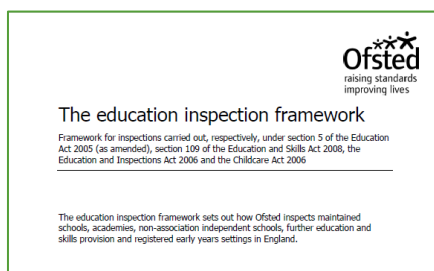 Ofsted
raising standards
improving lives
The education inspection framework
Framework for inspections carried out, respectively, under section 5 of the Education
Act 2005 (as amended), section 109 of the Education and Skills Act 2008, the
Education and Inspections Act 2006 and the Childcare Act 2006
The education inspection framework sets out how Ofsted inspects maintained
schools, academies, non-association independent schools, further education and
skills provision and registered early years settings in England.